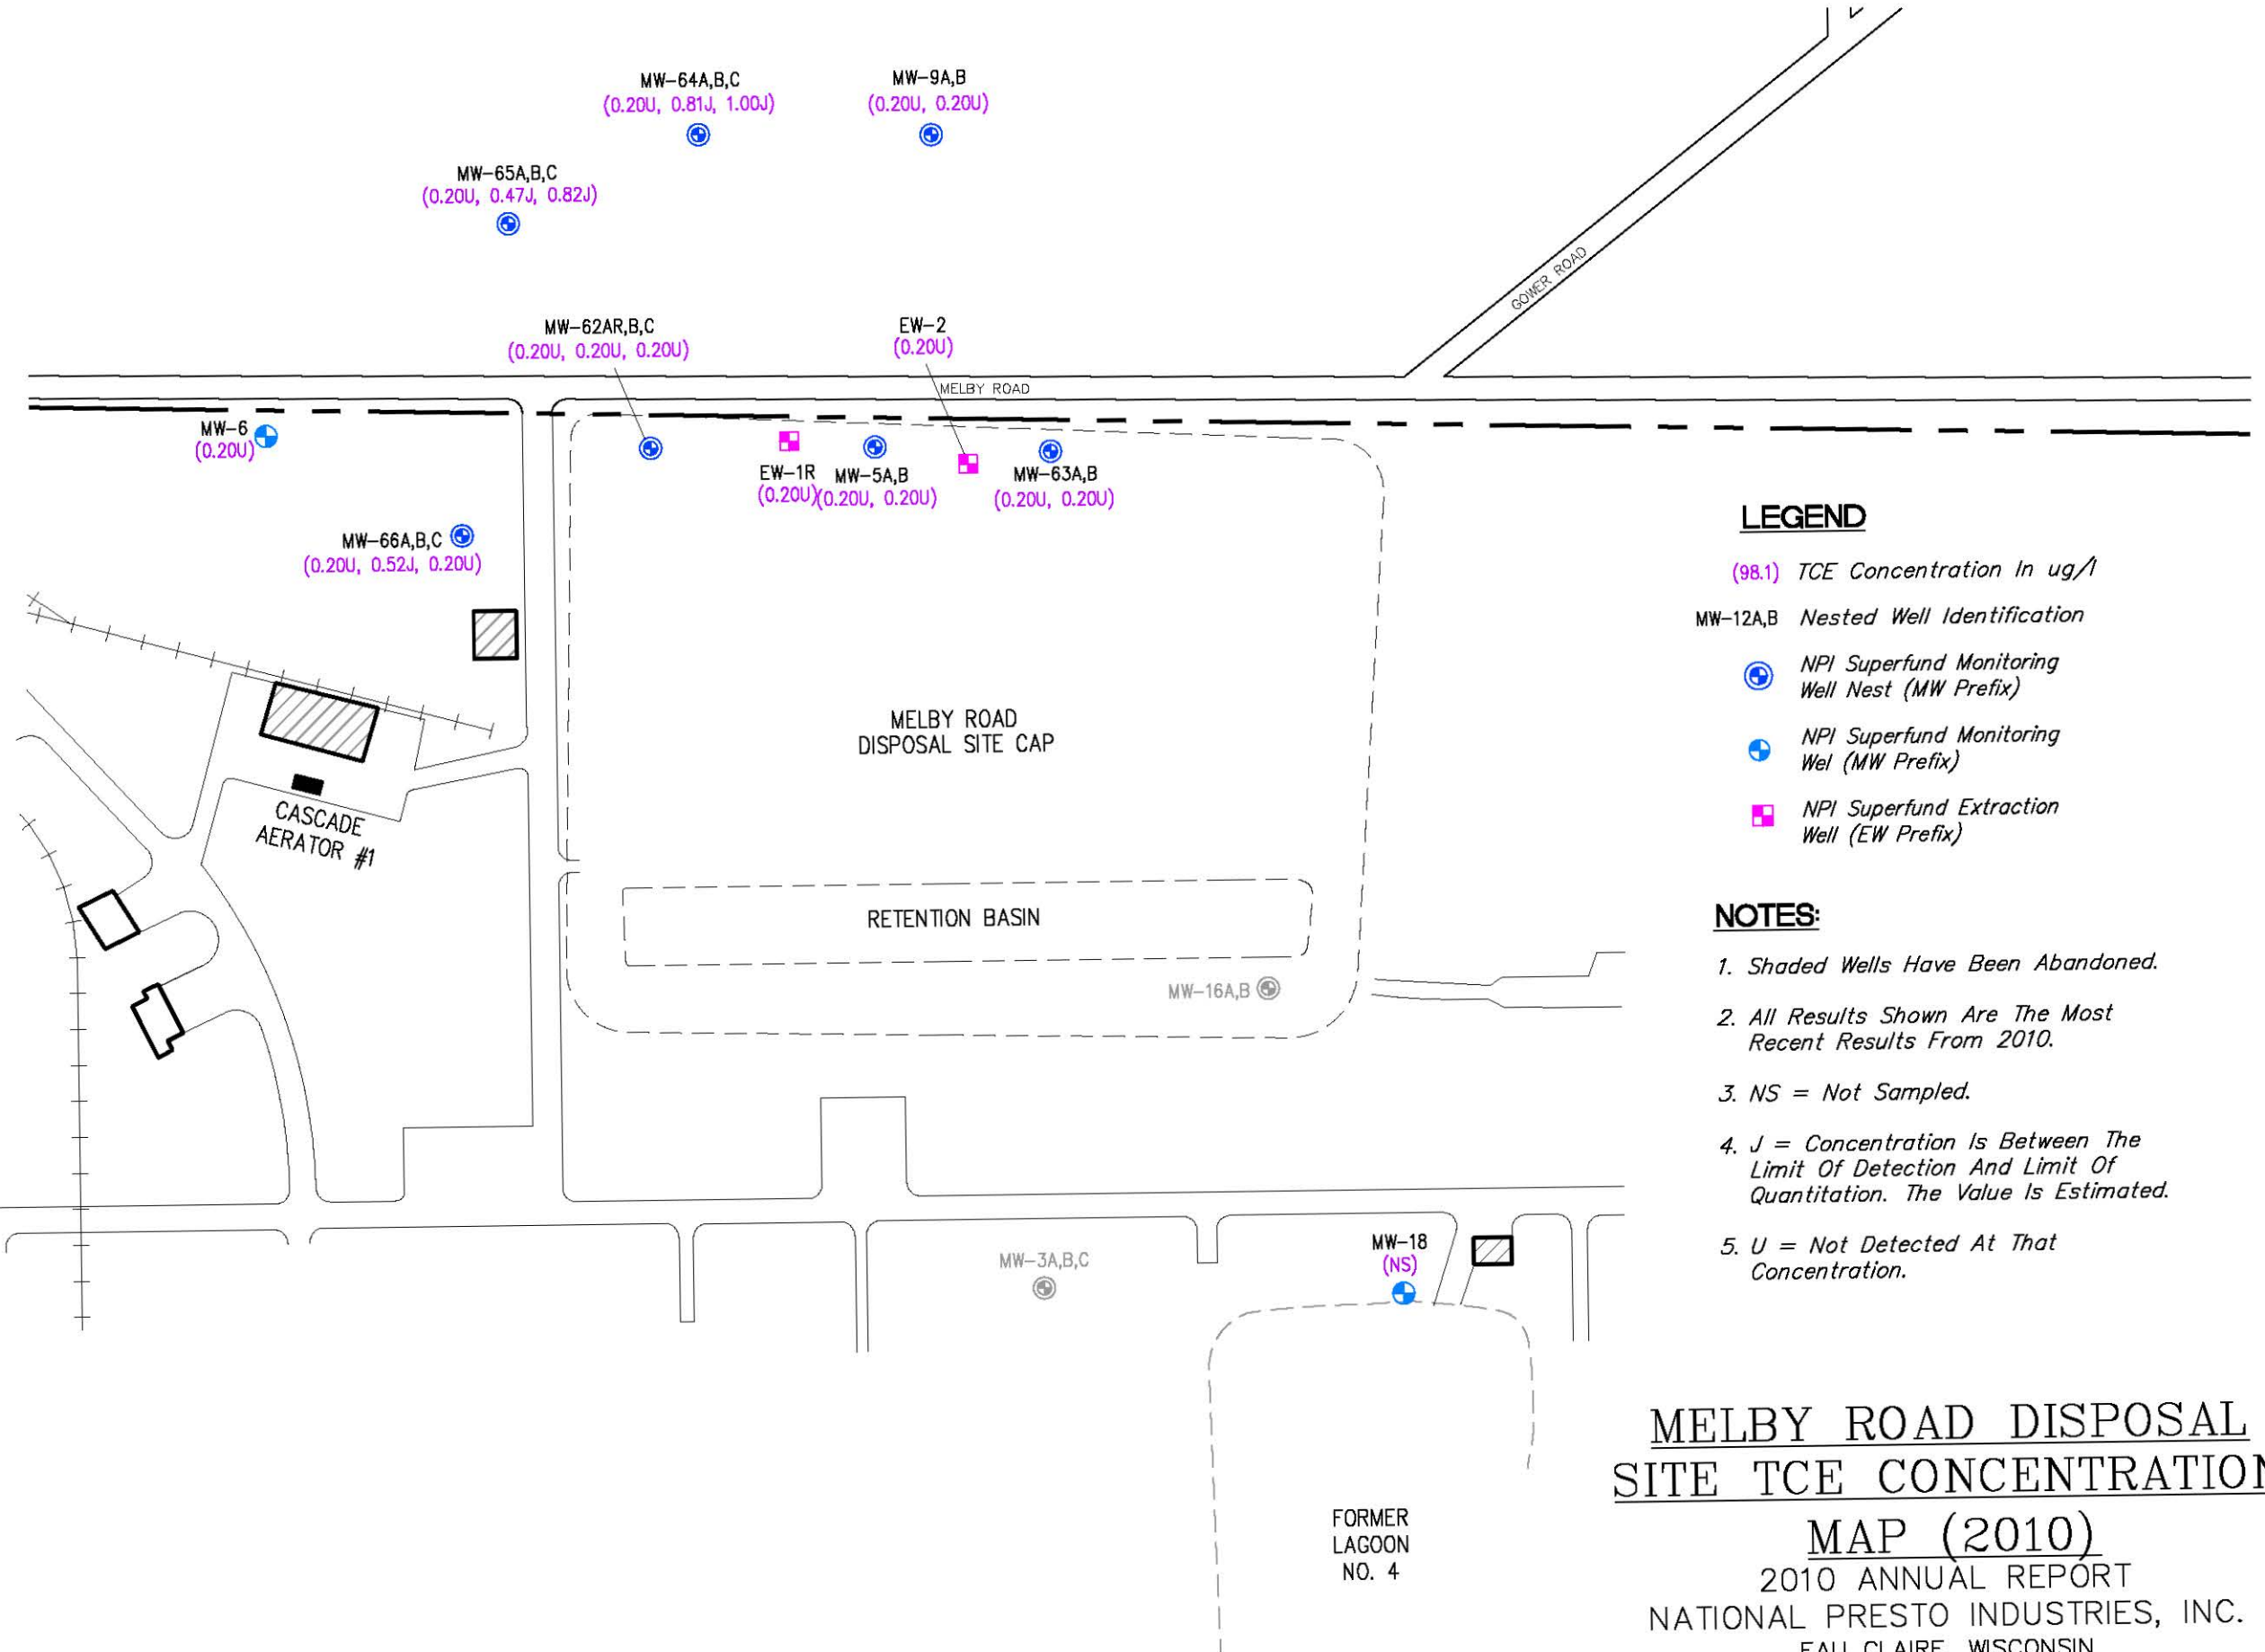 MW-64A,B,C
(0.20U, 0.81J, 1.00J)
MW-9A,B
(0.20U, 0.20U)
MW-65A,B,C
(0.20U, 0.47J, 0.82J)
GOWER ROAD
MW-62AR,B,C
(0.20U, 0.20U, 0.20U)
EW-2
(0.20U)
MELBY ROAD
MW-6
(0.20U)
EW-1R
(0.20U)
MW-5A,B
(0.20U, 0.20U)
MW-63A,B
(0.20U, 0.20U)
MW-66A,B,C
(0.20U, 0.52J, 0.20U)
MELBY ROAD
DISPOSAL SITE CAP
CASCADE
AERATOR #1
RETENTION BASIN
MW-16A,B
MW-3A,B,C
MW-18
(NS)
FORMER
LAGOON
NO. 4
LEGEND
(98.1) TCE Concentration In ug/l
MW-12A,B Nested Well Identification
NPI Superfund Monitoring
Well Nest (MW Prefix)
NPI Superfund Monitoring
Wel (MW Prefix)
NPI Superfund Extraction
Well (EW Prefix)
NOTES:
1. Shaded Wells Have Been Abandoned.
2. All Results Shown Are The Most
Recent Results From 2010.
3. NS = Not Sampled.
4. J = Concentration Is Between The
Limit Of Detection And Limit Of
Quantitation. The Value Is Estimated.
5. U = Not Detected At That
Concentration.
MELBY ROAD DISPOSAL
SITE TCE CONCENTRATION
MAP (2010)
2010 ANNUAL REPORT
NATIONAL PRESTO INDUSTRIES, INC.
EAU CLAIRE, WISCONSIN